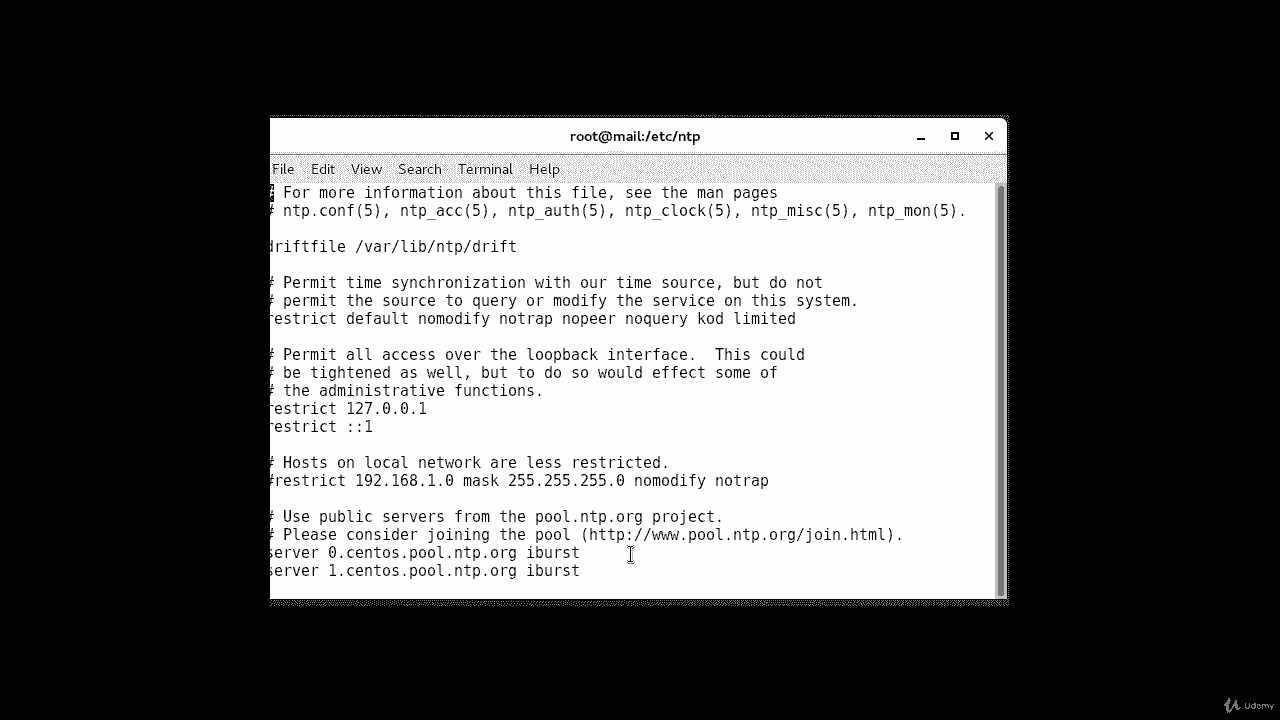 root@mail:/etc/ntp
File Edit View Search Terminal Help
# For more information about this file, see the man pages
# ntp.conf(5), ntp_acc(5), ntp_auth(5), ntp_clock(5), ntp_misc(5), ntp_mon(5).
driftfile /var/lib/ntp/drift
# Permit time synchronization with our time source, but do not
# permit the source to query or modify the service on this system.
restrict default nomodify notrap nopeer noquery kod limited
# Permit all access over the loopback interface.  This could
# be tightened as well, but to do so would effect some of
# the administrative functions.
restrict 127.0.0.1
restrict ::1
# Hosts on local network are less restricted.
#restrict 192.168.1.0 mask 255.255.255.0 nomodify notrap
# Use public servers from the pool.ntp.org project.
# Please consider joining the pool (http://www.pool.ntp.org/join.html).
server 0.centos.pool.ntp.org iburst
server 1.centos.pool.ntp.org iburst
Udemy